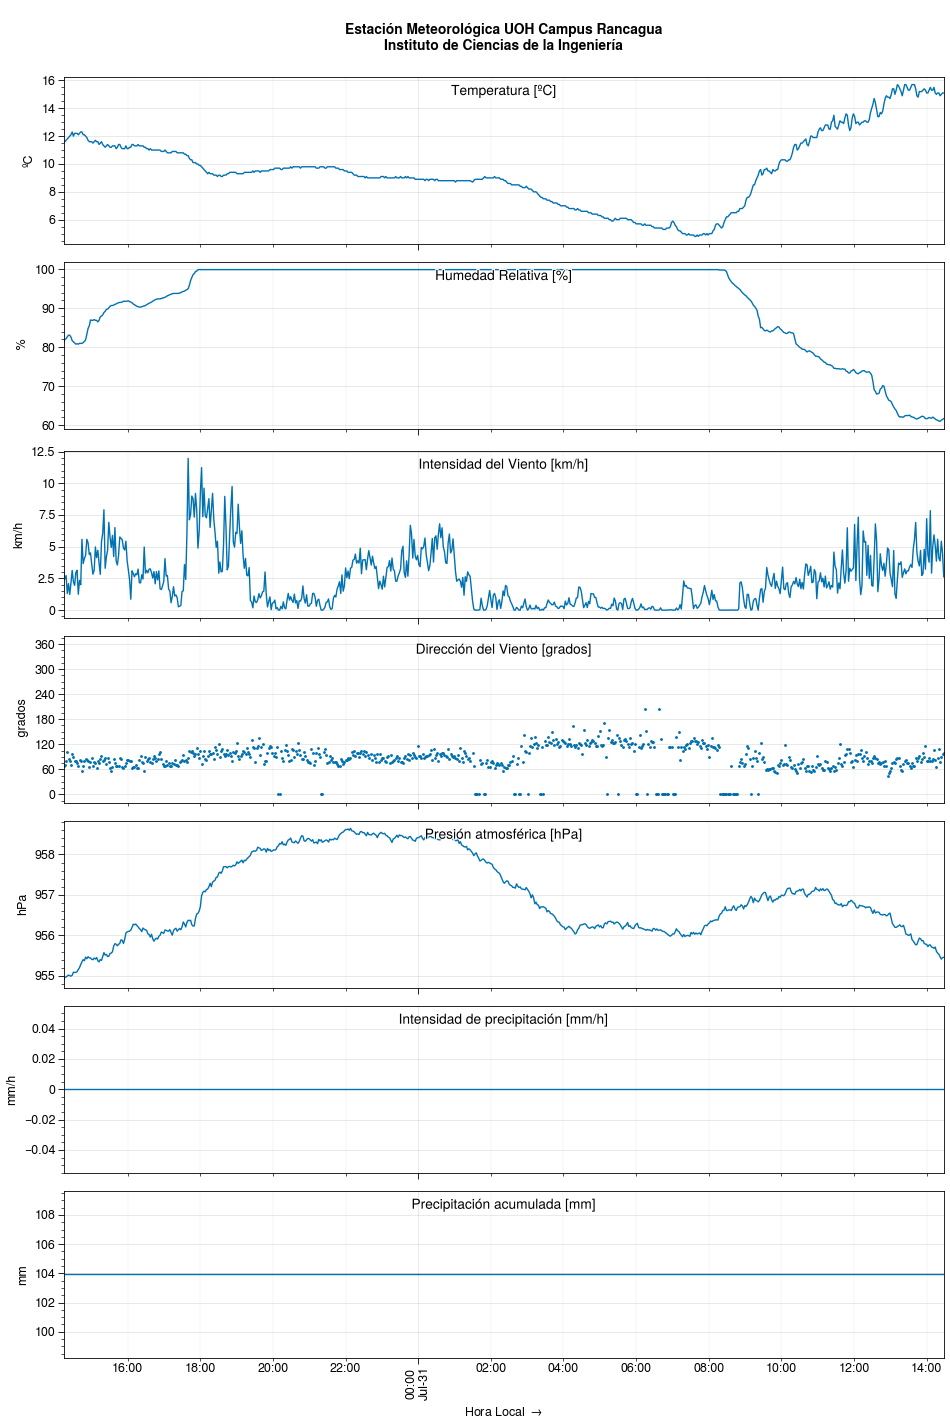 Estación Meteorológica UOH Campus Rancagua
Instituto de Ciencias de la Ingeniería
Temperatura [ºC]
16
14
12
10
8
6
ºC
Humedad Relativa [%]
100
90
80
70
60
%
Intensidad del Viento [km/h]
12.5
10
7.5
5
2.5
0
km/h
Dirección del Viento [grados]
360
300
240
180
120
60
0
grados
Presión atmosférica [hPa]
958
957
956
955
hPa
Intensidad de precipitación [mm/h]
0.04
0.02
0
−0.02
−0.04
mm/h
Precipitación acumulada [mm]
108
106
104
102
100
mm
16:00 18:00 20:00 22:00 00:00 02:00 04:00 06:00 08:00 10:00 12:00 14:00
Jul-31
Hora Local →